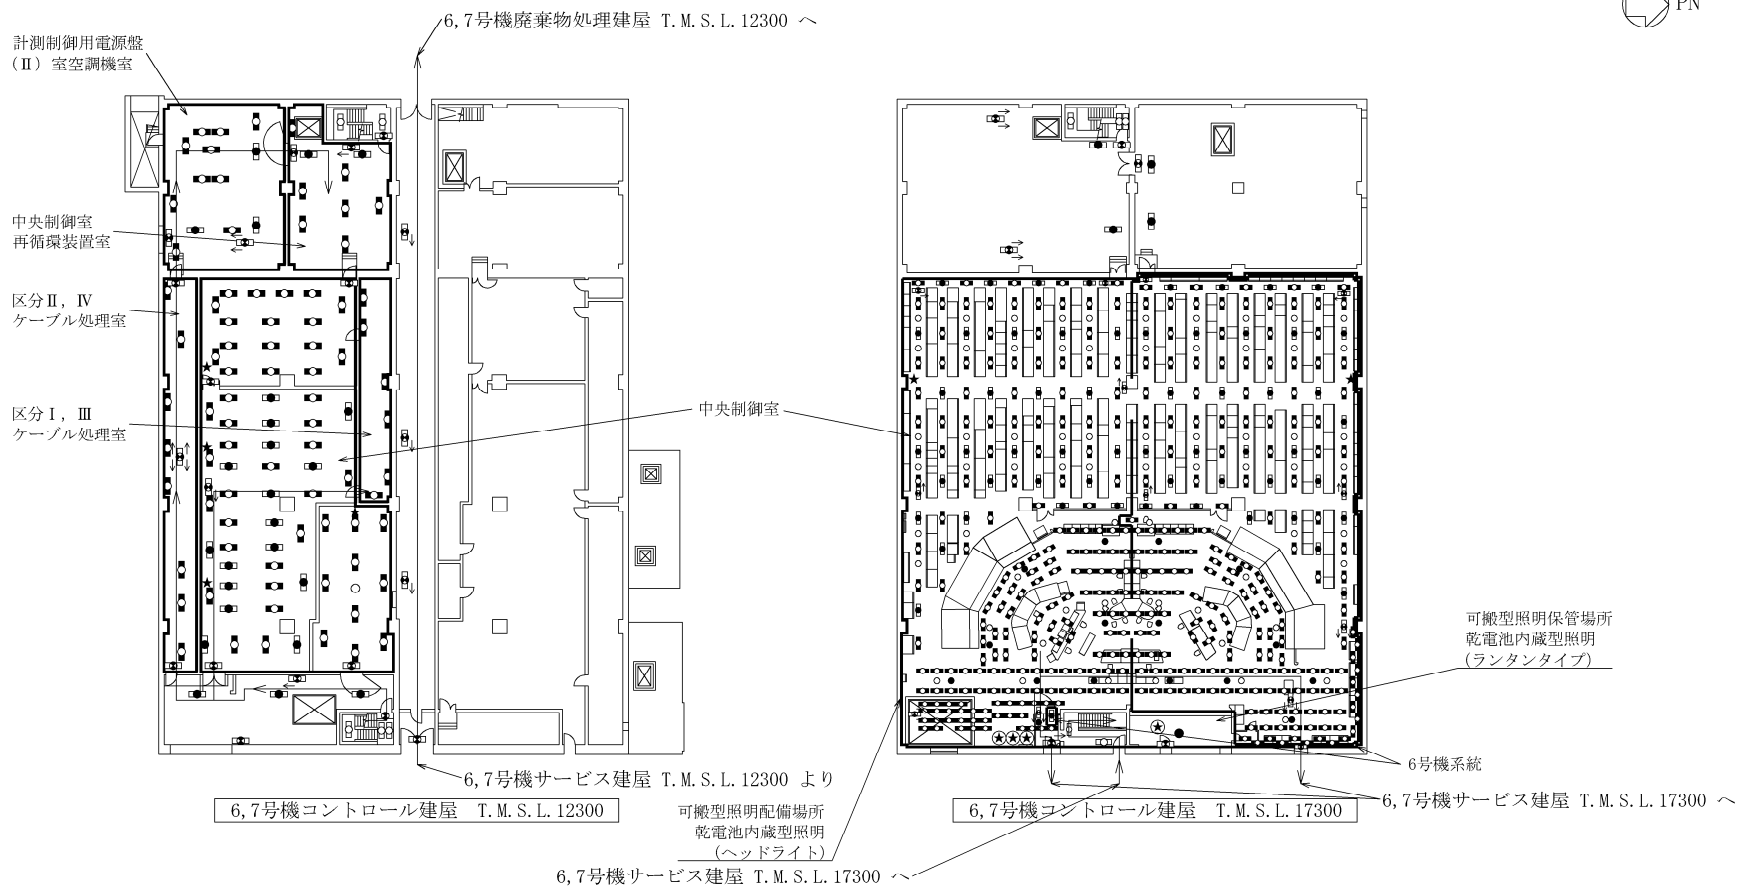 6,7号機廃棄物処理建屋 T.M.S.L.12300 へ
PN
計測制御用電源盤
(Ⅱ) 室空調機室
中央制御室
再循環装置室
区分Ⅱ, Ⅳ
ケーブル処理室
区分Ⅰ, Ⅲ
ケーブル処理室
中央制御室
可搬型照明保管場所
乾電池内蔵型照明
(ランタンタイプ)
6号機系統
6,7号機サービス建屋 T.M.S.L.12300 より
6,7号機コントロール建屋 T.M.S.L.12300
可搬型照明配備場所
乾電池内蔵型照明
(ヘッドライト)
6,7号機コントロール建屋 T.M.S.L.17300
6,7号機サービス建屋 T.M.S.L.17300 へ
6,7号機サービス建屋 T.M.S.L.17300 へ